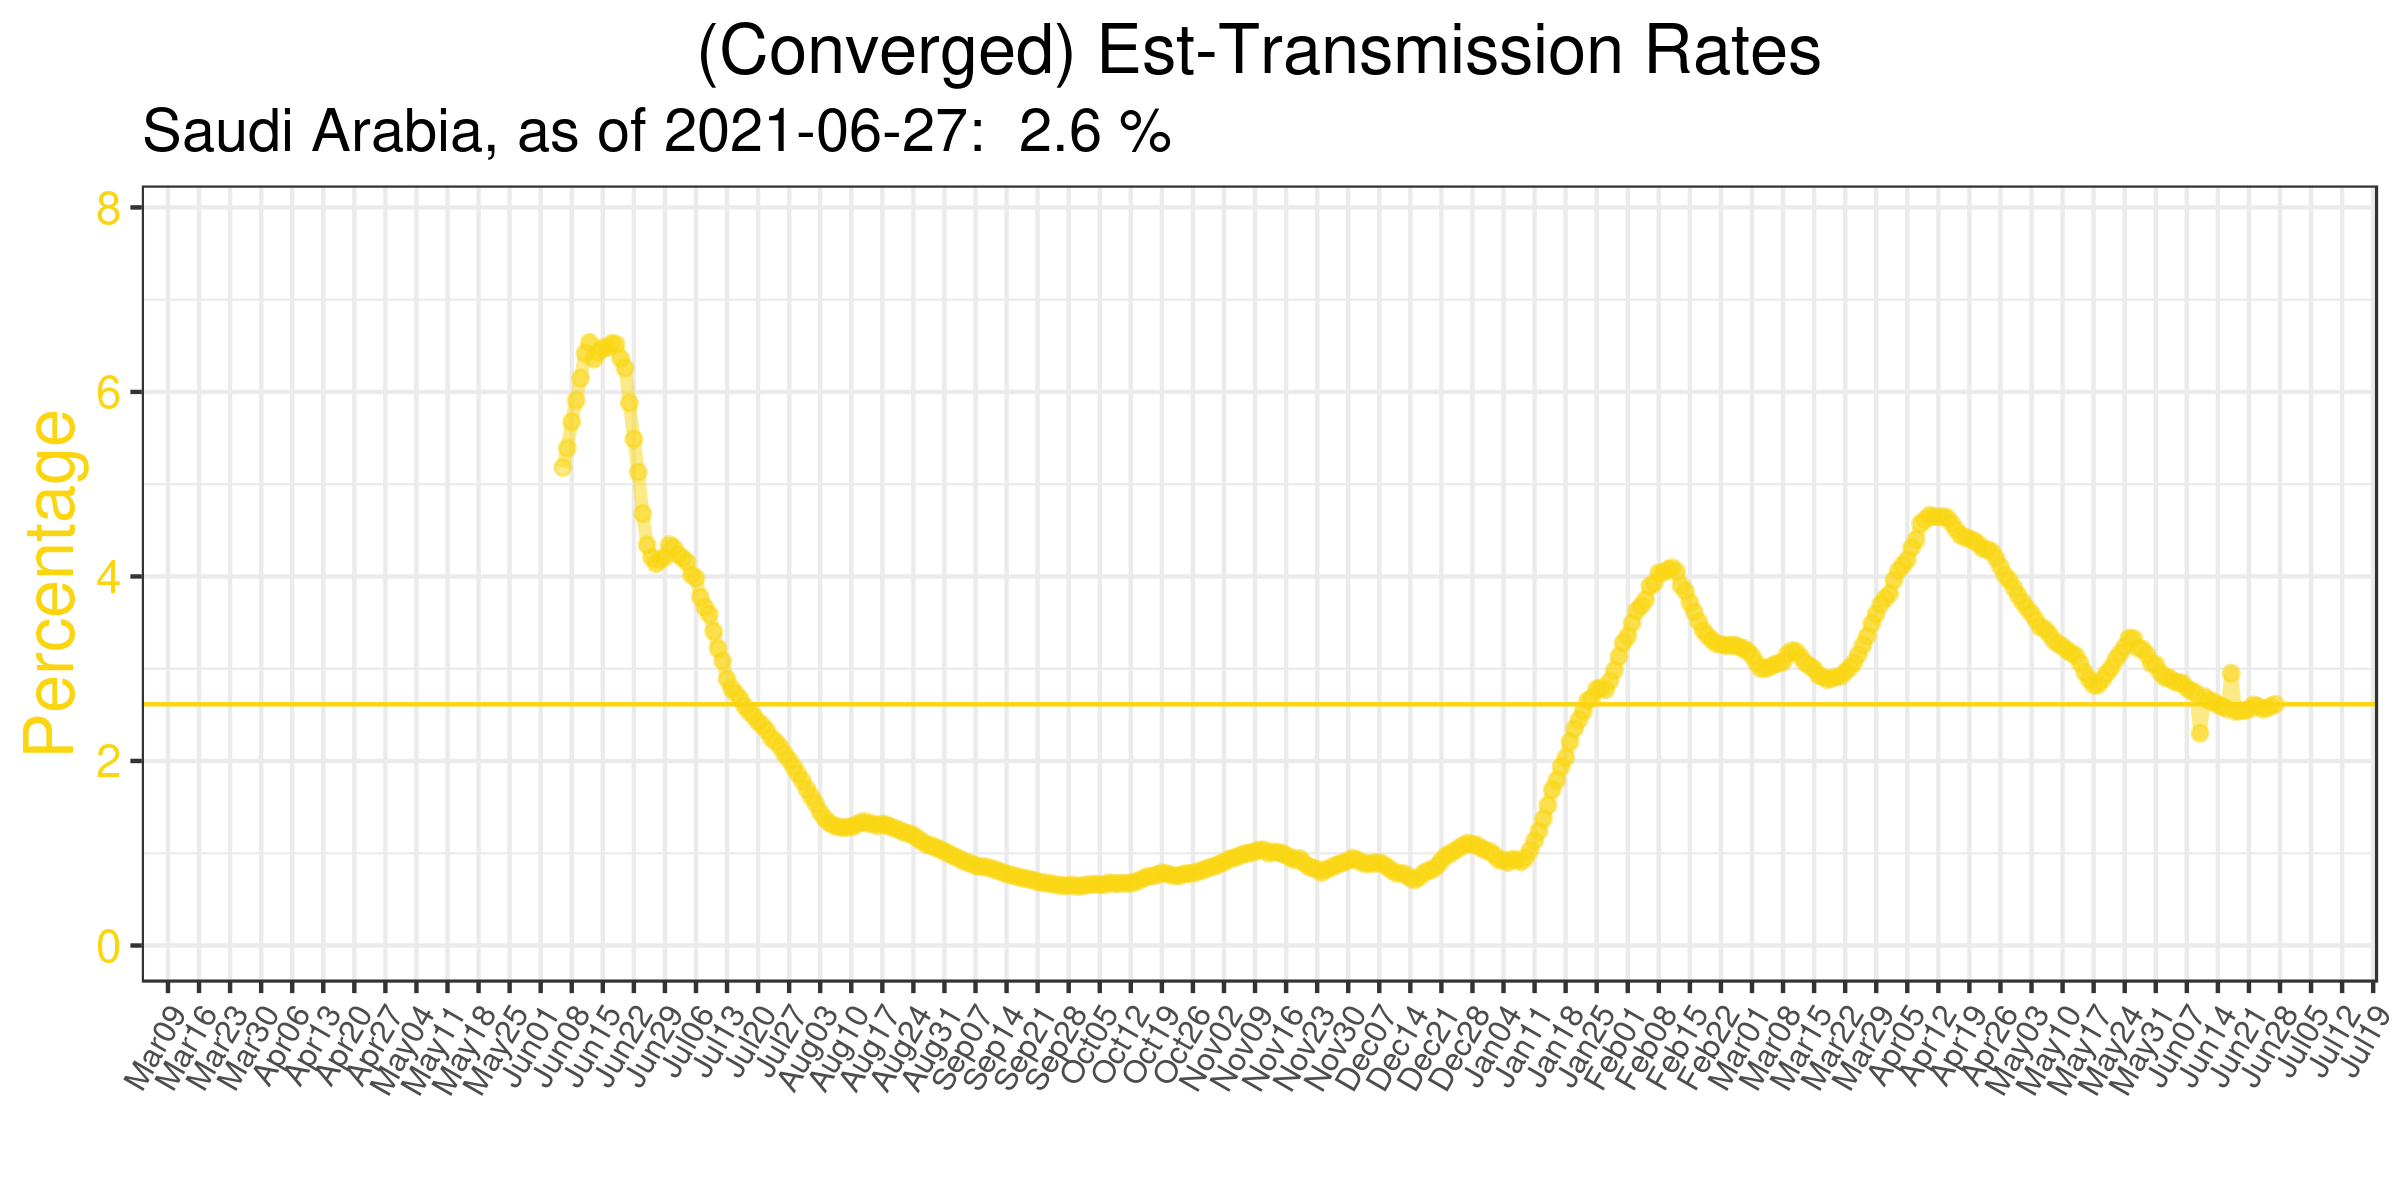 (Converged) Est-Transmission Rates
Saudi Arabia, as of 2021-06-27:  2.6 %
Percentage
8
6
4
2
0
Mar09
Mar16
Mar23
Mar30
Apr06
Apr13
Apr20
Apr27
May04
May11
May18
May25
Jun01
Jun08
Jun15
Jun22
Jun29
Jul06
Jul13
Jul20
Jul27
Aug03
Aug10
Aug17
Aug24
Aug31
Sep07
Sep14
Sep21
Sep28
Oct05
Oct12
Oct19
Oct26
Nov02
Nov09
Nov16
Nov23
Nov30
Dec07
Dec14
Dec21
Dec28
Jan04
Jan11
Jan18
Jan25
Feb01
Feb08
Feb15
Feb22
Mar01
Mar08
Mar15
Mar22
Mar29
Apr05
Apr12
Apr19
Apr26
May03
May10
May17
May24
May31
Jun07
Jun14
Jun21
Jun28
Jul05
Jul12
Jul19